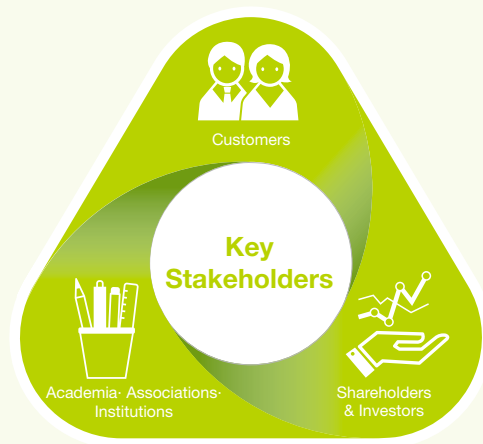 Customers
Key
Stakeholders
Academia· Associations·
Institutions
Shareholders
& Investors